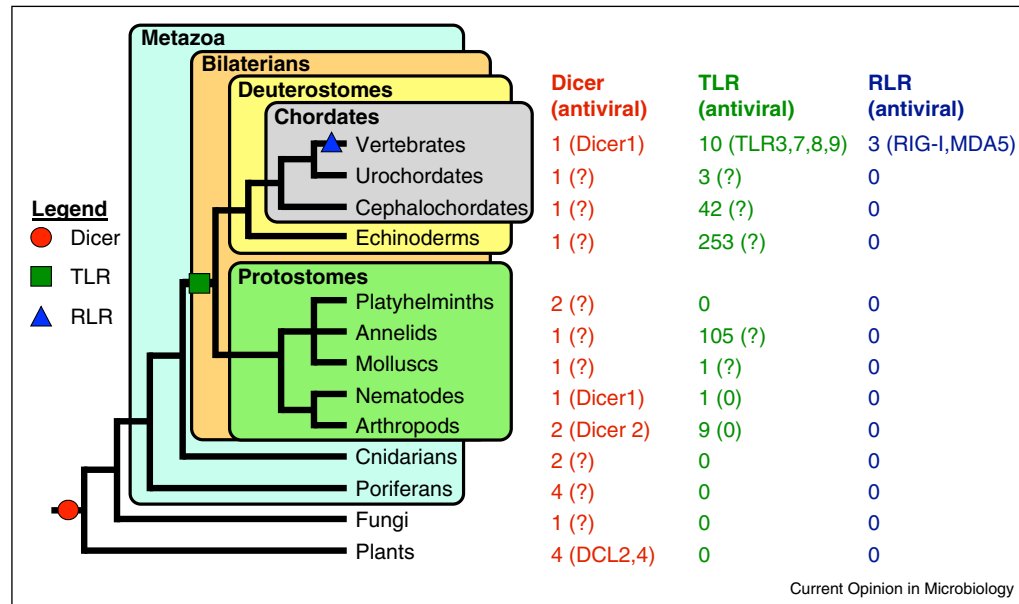 Metazoa
Bilaterians
Deuterostomes
Chordates
Dicer (antiviral)
TLR (antiviral)
RLR (antiviral)
Vertebrates 1 (Dicer1) 10 (TLR3,7,8,9) 3 (RIG-I,MDA5)
Urochordates 1 (?) 3 (?) 0
Cephalochordates 1 (?) 42 (?) 0
Echinoderms 1 (?) 253 (?) 0
Legend
Dicer
TLR
RLR
Protostomes
Platyhelminths 2 (?) 0 0
Annelids 1 (?) 105 (?) 0
Molluscs 1 (?) 1 (?) 0
Nematodes 1 (Dicer1) 1 (0) 0
Arthropods 2 (Dicer 2) 9 (0) 0
Cnidarians 2 (?) 0 0
Poriferans 4 (?) 0 0
Fungi 1 (?) 0 0
Plants 4 (DCL2,4) 0 0
Current Opinion in Microbiology